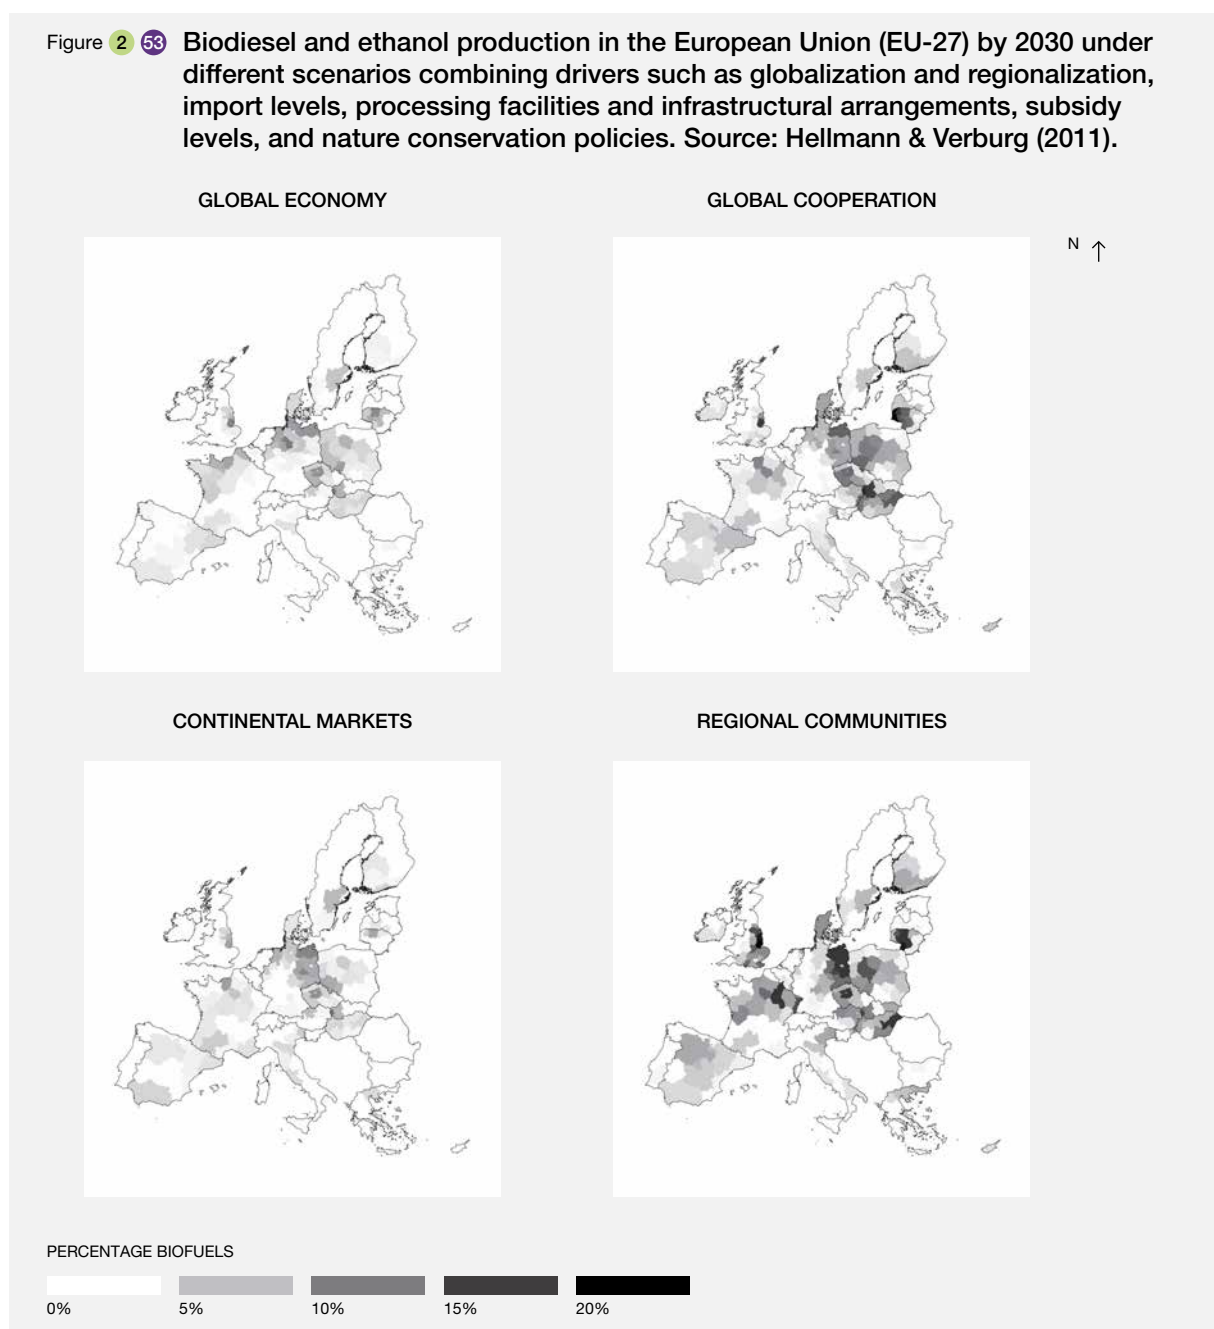 Figure 2 53 Biodiesel and ethanol production in the European Union (EU-27) by 2030 under
different scenarios combining drivers such as globalization and regionalization,
import levels, processing facilities and infrastructural arrangements, subsidy
levels, and nature conservation policies. Source: Hellmann & Verburg (2011).
GLOBAL ECONOMY
GLOBAL COOPERATION
N
CONTINENTAL MARKETS
REGIONAL COMMUNITIES
PERCENTAGE BIOFUELS
0%
5%
10%
15%
20%